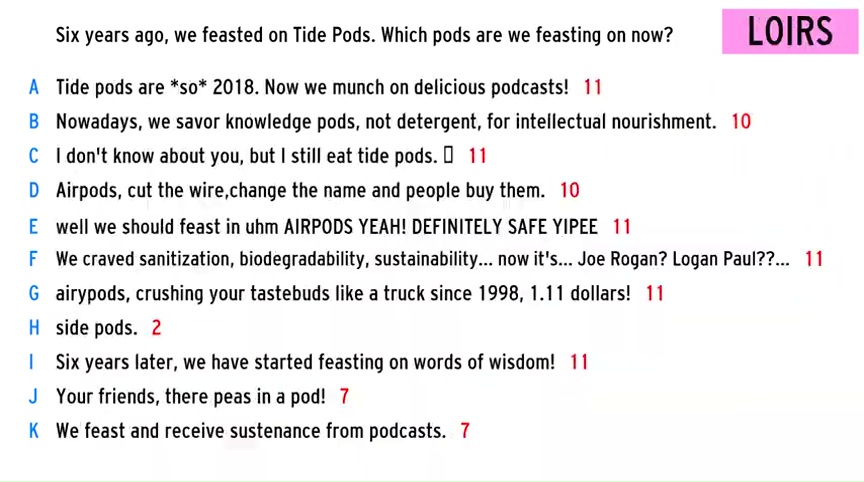 Six years ago, we feasted on Tide Pods. Which pods are we feasting on now?
LOIRS
A Tide pods are *so* 2018. Now we munch on delicious podcasts! 11
B Nowadays, we savor knowledge pods, not detergent, for intellectual nourishment. 10
C I don't know about you, but I still eat tide pods. 11
D Airpods, cut the wire,change the name and people buy them. 10
E well we should feast in uhm AIRPODS YEAH! DEFINITELY SAFE YIPEE 11
F We craved sanitization, biodegradability, sustainability... now it's... Joe Rogan? Logan Paul??... 11
G airypods, crushing your tastebuds like a truck since 1998, 1.11 dollars! 11
H side pods. 2
I Six years later, we have started feasting on words of wisdom! 11
J Your friends, there peas in a pod! 7
K We feast and receive sustenance from podcasts. 7